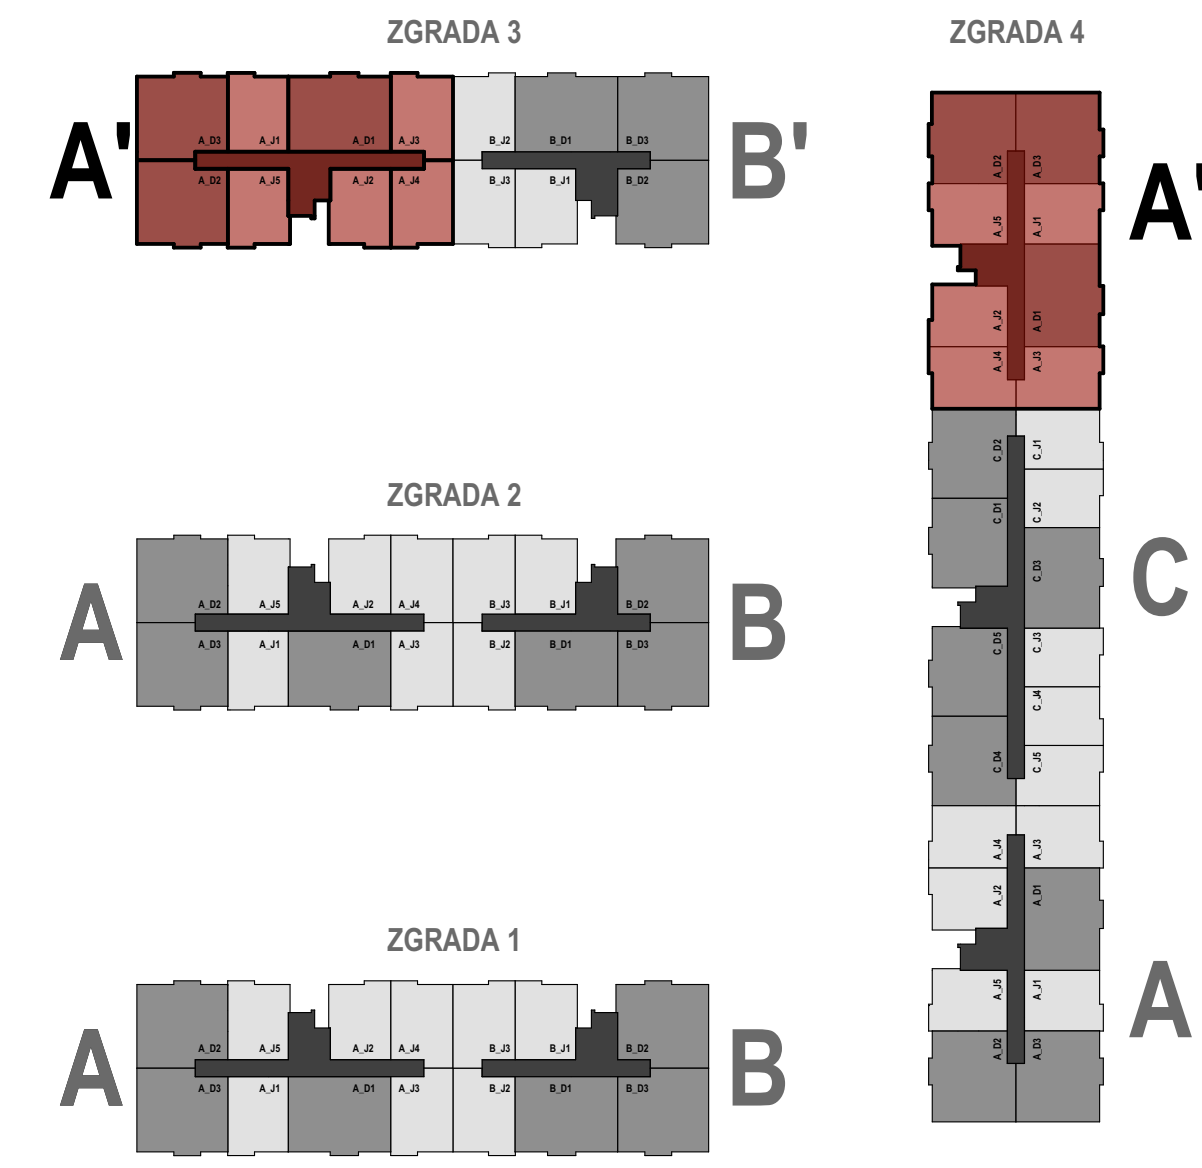 ZGRADA 3
A'
A_D3 A_J1 A_D1 A_J3 B_J2 B_D1 B_D3
A_D2 A_J5 A_J2 A_J4 B_J3 B_J1 B_D2
B'
ZGRADA 2
A
A_D2 A_J5 A_J2 A_J4 B_J3 B_J1 B_D2
A_D3 A_J1 A_D1 A_J3 B_J2 B_D1 B_D3
B
ZGRADA 1
A
A_D2 A_J5 A_J2 A_J4 B_J3 B_J1 B_D2
A_D3 A_J1 A_D1 A_J3 B_J2 B_D1 B_D3
B
ZGRADA 4
A_D2 A_D3
A'
A_J5 A_J1
A_J2 A_D1
A_J4 A_J3
C_D2 C_J1
C_D1 C_J2
C_D3
C
C_D5 C_J3
C_J4
C_D4 C_J5
A_J4 A_J3
A_J2 A_D1
A_J5 A_J1
A
A_D2 A_D3